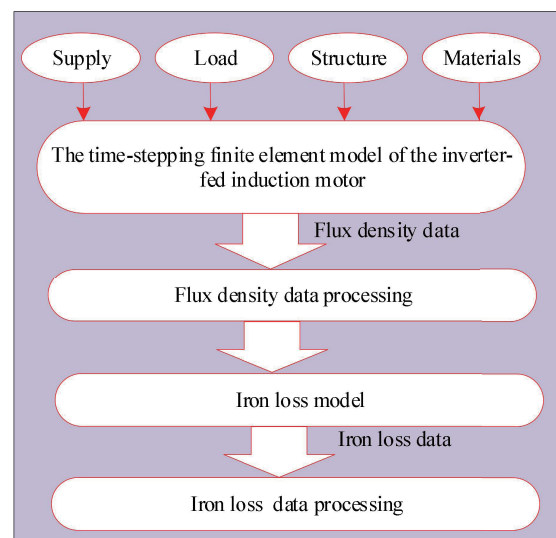 Supply
Load
Structure
Materials
The time-stepping finite element model of the inverter-
fed induction motor
Flux density data
Flux density data processing
Iron loss model
Iron loss data
Iron loss data processing